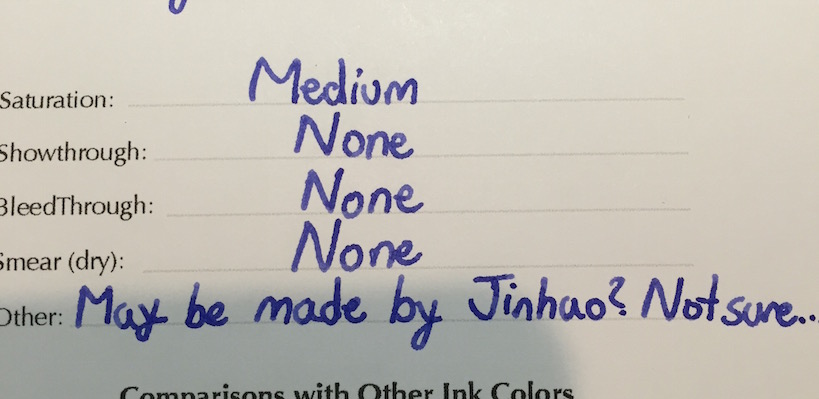 Saturation: Medium
Showthrough: None
BleedThrough: None
Smear (dry): None
Other: May be made by Jinhao? Not sure..
Comparisons with Other Ink Colors